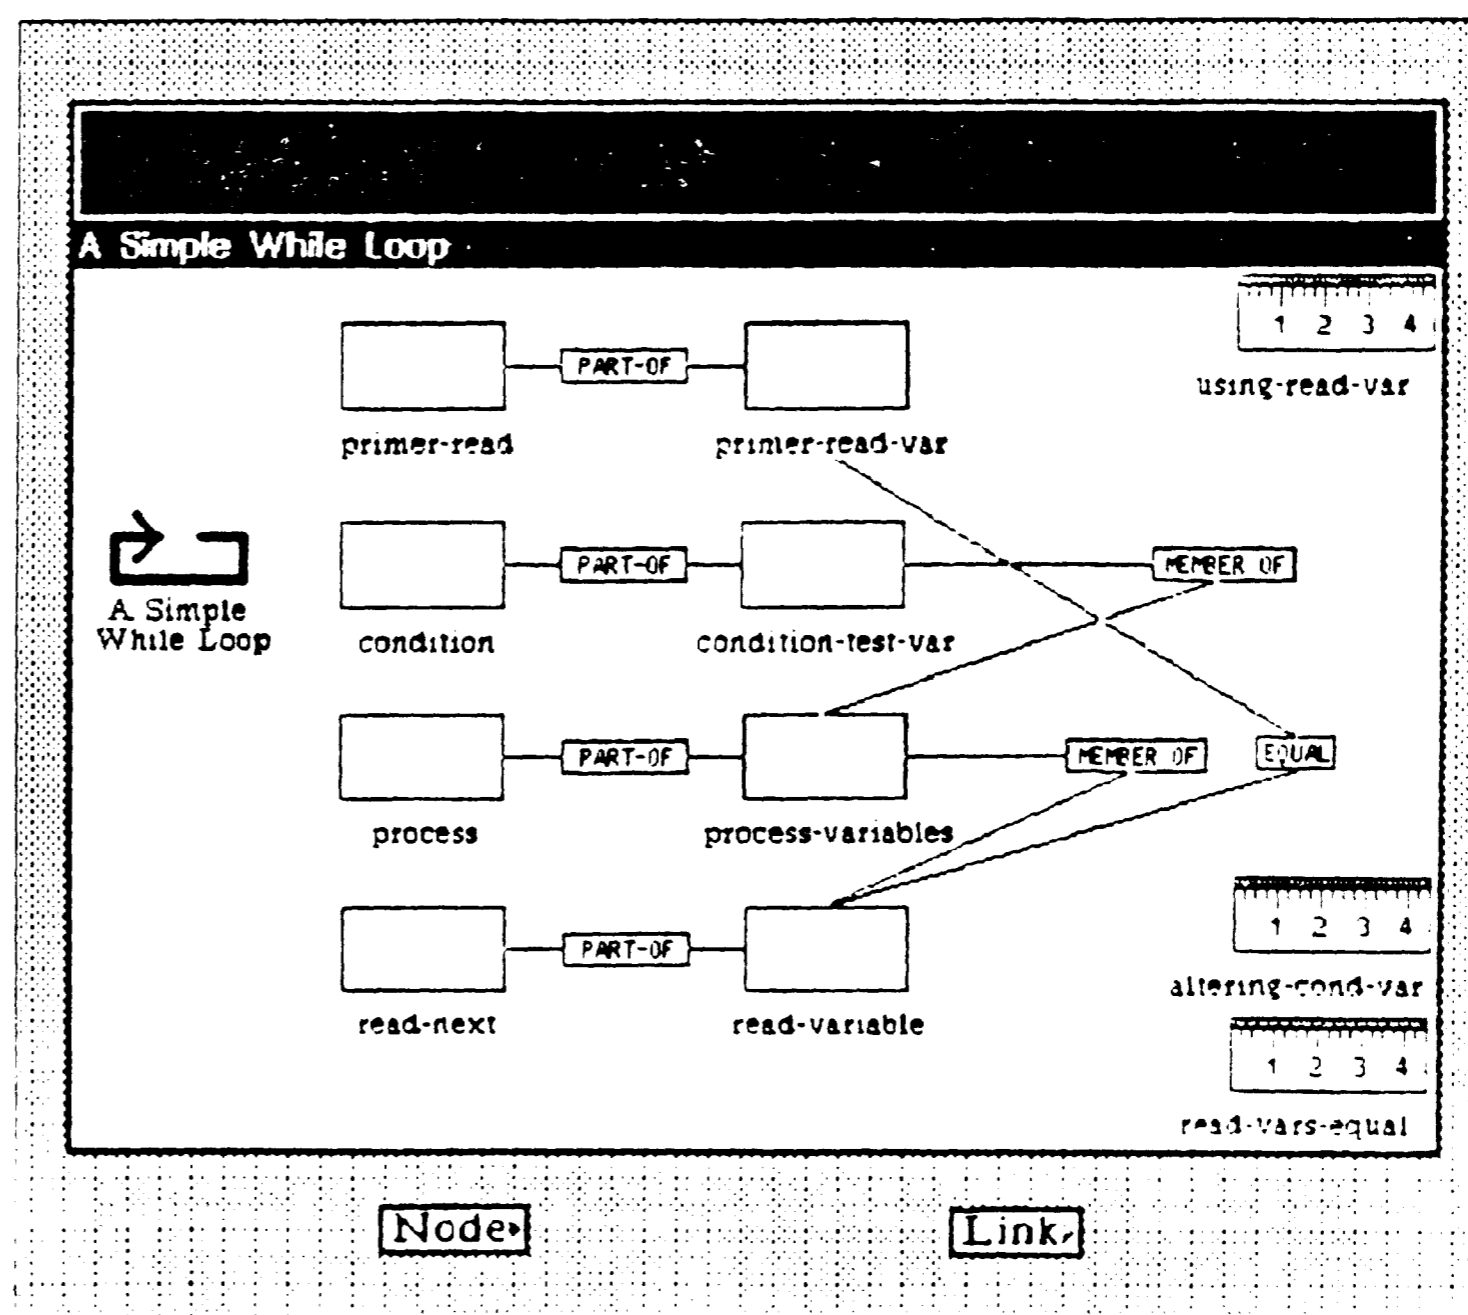 A Simple While Loop
1 2 3 4
using-read-var
PART-OF
primer-read
primer-read-var
A Simple
While Loop
PART-OF
MEMBER OF
condition
condition-test-var
PART-OF
MEMBER OF
EQUAL
process
process-variables
1 2 3 4
altering-cond-var
PART-OF
read-next
read-variable
1 2 3 4
read-vars-equal
Node
Link